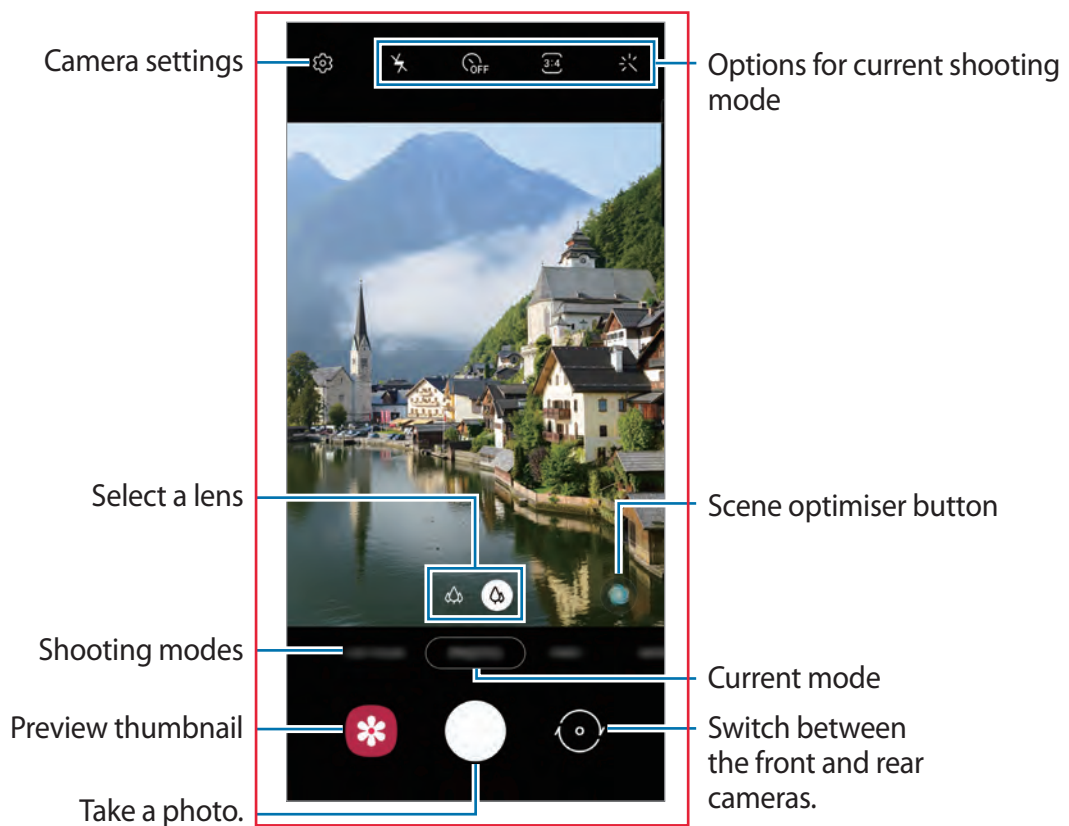 Camera settings
OFF
3:4
Options for current shooting
mode
Select a lens
Scene optimiser button
Shooting modes
Current mode
Preview thumbnail
Switch between
the front and rear
cameras.
Take a photo.